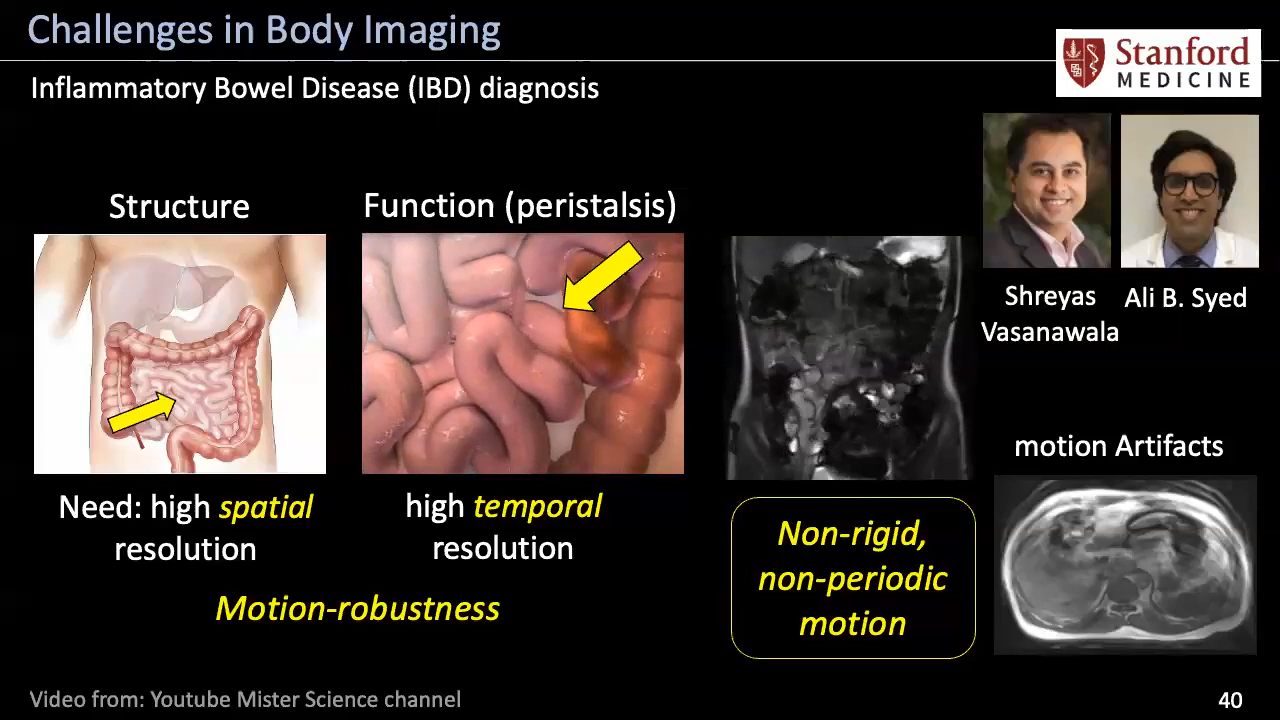 Challenges in Body Imaging
Stanford
MEDICINE
Inflammatory Bowel Disease (IBD) diagnosis
Structure
Function (peristalsis)
Shreyas
Vasanawala
Ali B. Syed
Need: high spatial
resolution
high temporal
resolution
Motion-robustness
Non-rigid,
non-periodic
motion
motion Artifacts
Video from: Youtube Mister Science channel
40